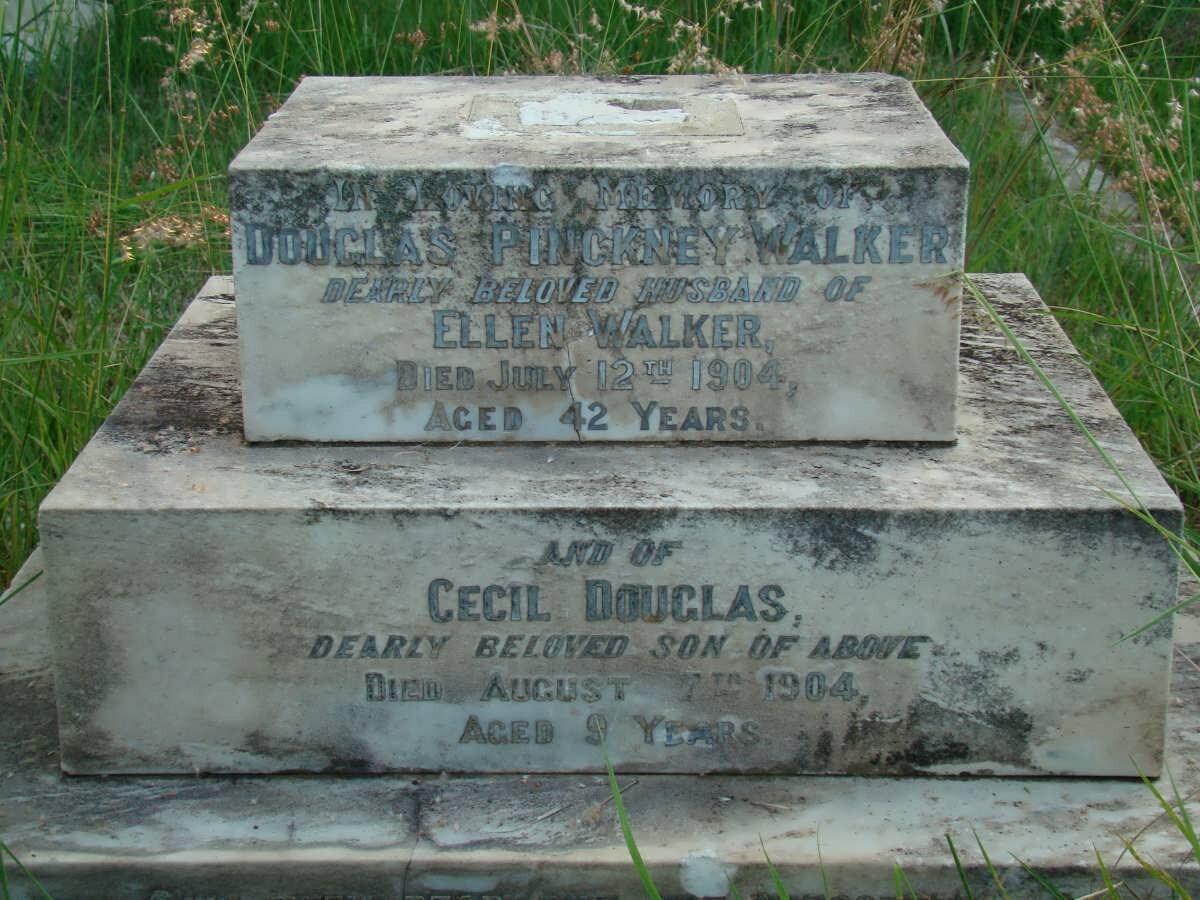 IN LOVING MEMORY OF
DOUGLAS PINCKNEY WALKER
DEARLY BELOVED HUSBAND OF
ELLEN WALKER,
DIED JULY 12TH 1904,
AGED 42 YEARS.
AND OF
CECIL DOUGLAS,
DEARLY BELOVED SON OF ABOVE
DIED AUGUST 7TH 1904,
AGED 9 YEARS.